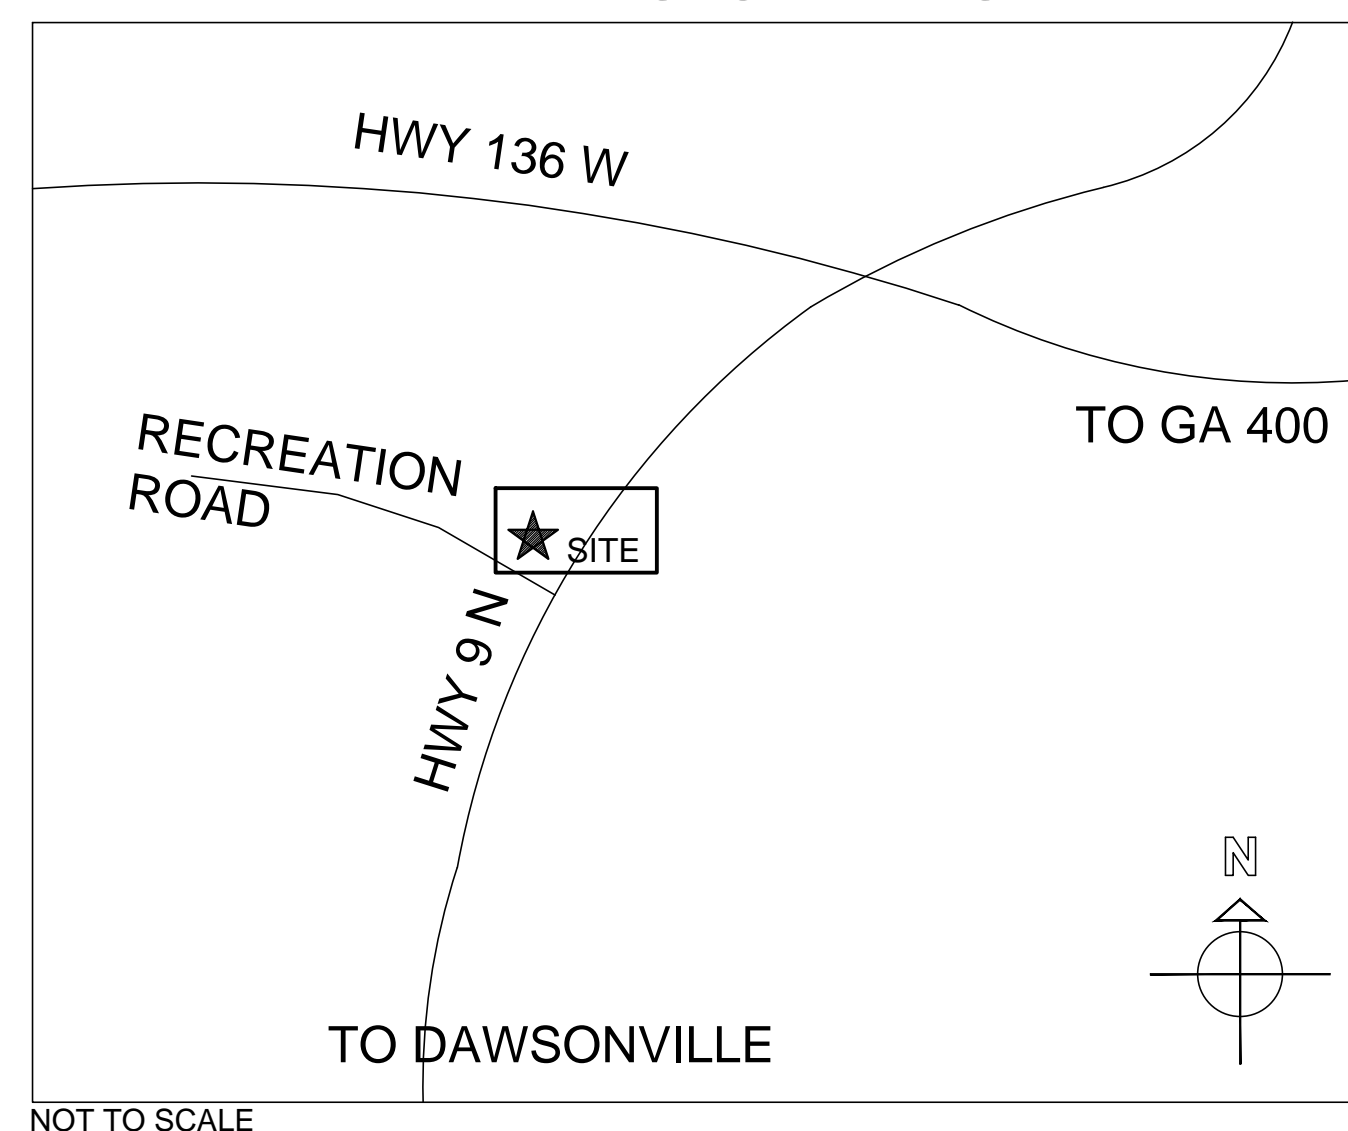 HWY 136 W
TO GA 400
RECREATION
ROAD
SITE
HWY 9 N
N
TO DAWSONVILLE
NOT TO SCALE